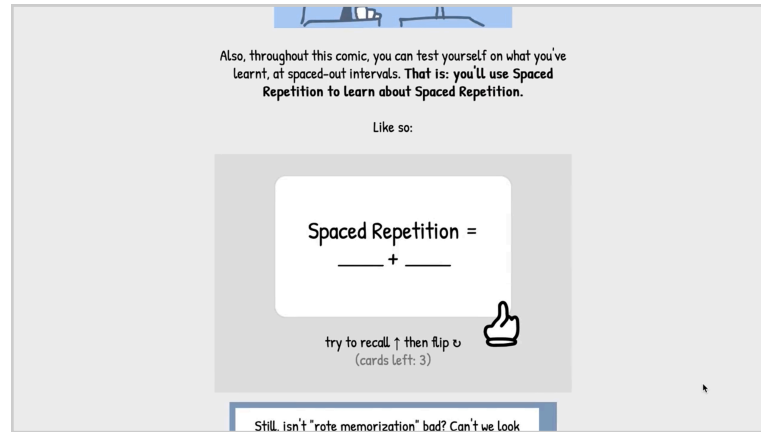 Also, throughout this comic, you can test yourself on what you've
learnt, at spaced-out intervals. That is: you'll use Spaced
Repetition to learn about Spaced Repetition.
Like so:
Spaced Repetition =
_____ + _____
try to recall ↑ then flip ↻
(cards left: 3)
Still, isn't "rote memorization" bad? Can't we look